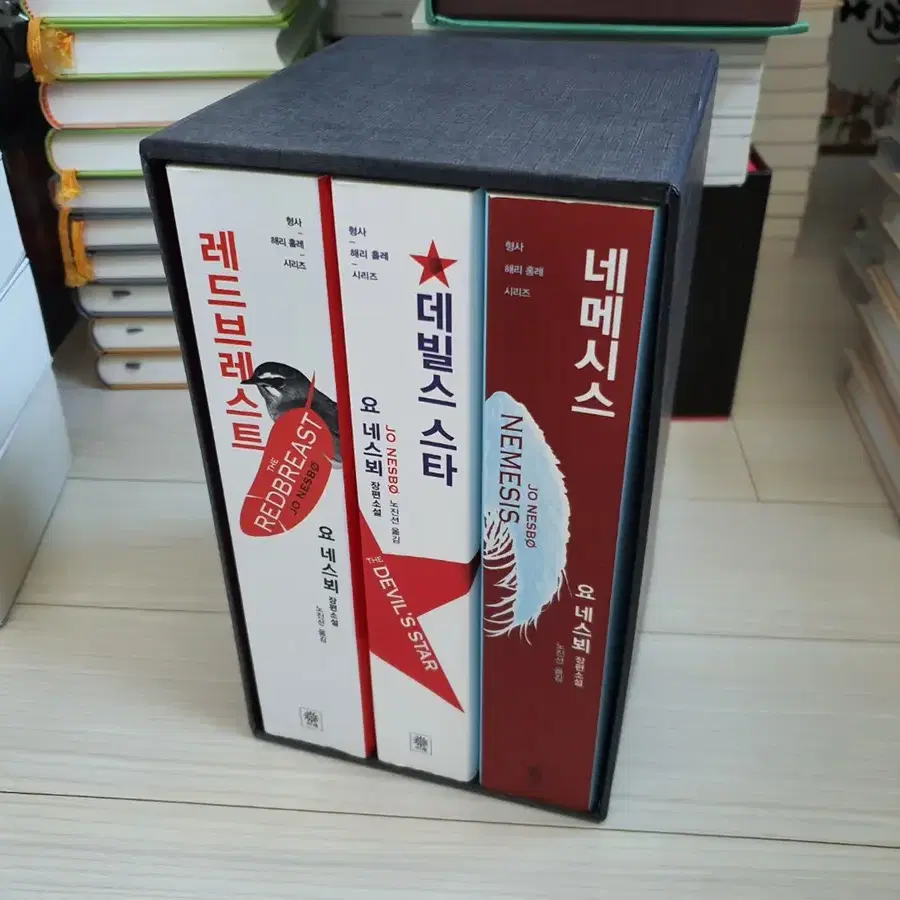 형사
해리 홀레
시리즈
레드브레스트
THE
REDBREAST
JO NESBØ
요 네스뵈 장편소설
노진선 옮김
형사
해리 홀레
시리즈
데빌스 스타
요 네스뵈 장편소설
JO NESBØ
노진선 옮김
THE
DEVIL'S STAR
형사
해리 홀레
시리즈
네메시스
NEMESIS
JO NESBØ
요 네스뵈 장편소설
노진선 옮김